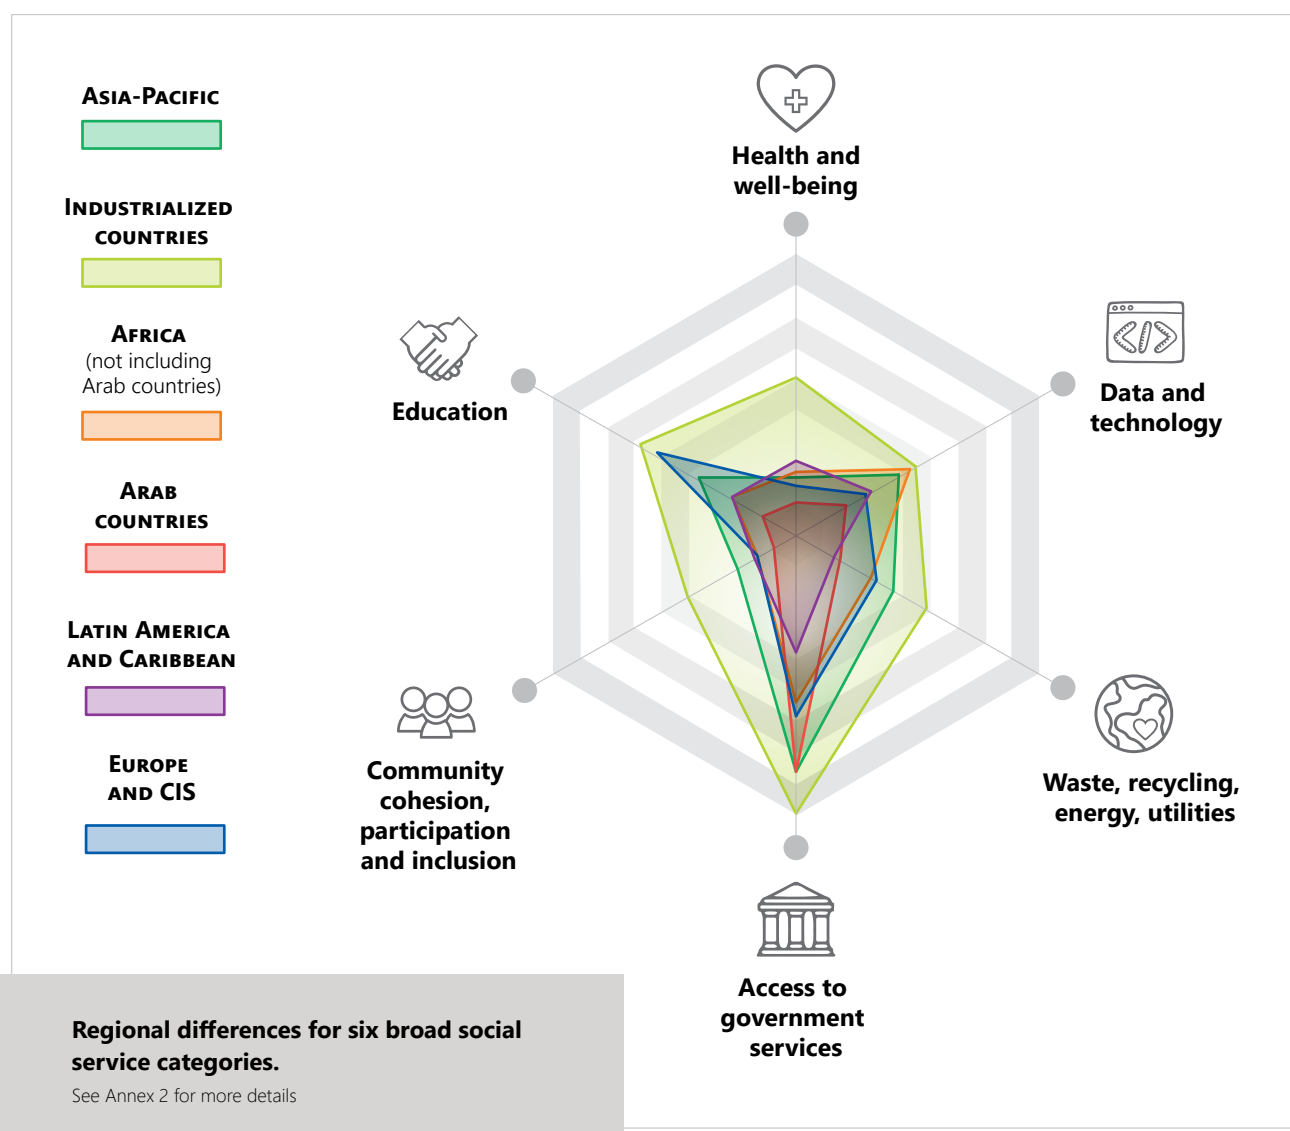 Asia-Pacific
Industrialized
countries
Africa
(not including
Arab countries)
Arab
countries
Latin America
and Caribbean
Europe
and CIS
Health and
well-being
Data and
technology
Waste, recycling,
energy, utilities
Access to
government
services
Community
cohesion,
participation
and inclusion
Education
Regional differences for six broad social
service categories.
See Annex 2 for more details